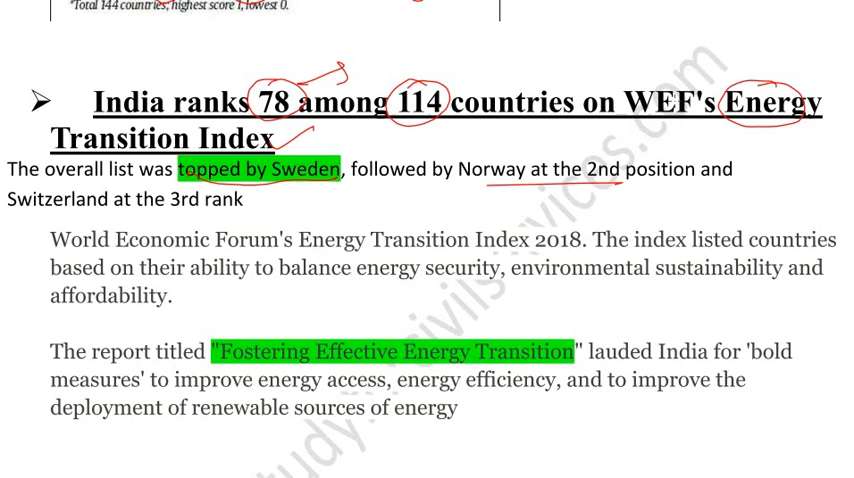 *Total 144 countries, highest score 1, lowest 0.
➤ India ranks 78 among 114 countries on WEF's Energy
Transition Index
The overall list was topped by Sweden, followed by Norway at the 2nd position and
Switzerland at the 3rd rank
World Economic Forum's Energy Transition Index 2018. The index listed countries
based on their ability to balance energy security, environmental sustainability and
affordability.
The report titled "Fostering Effective Energy Transition" lauded India for 'bold
measures' to improve energy access, energy efficiency, and to improve the
deployment of renewable sources of energy